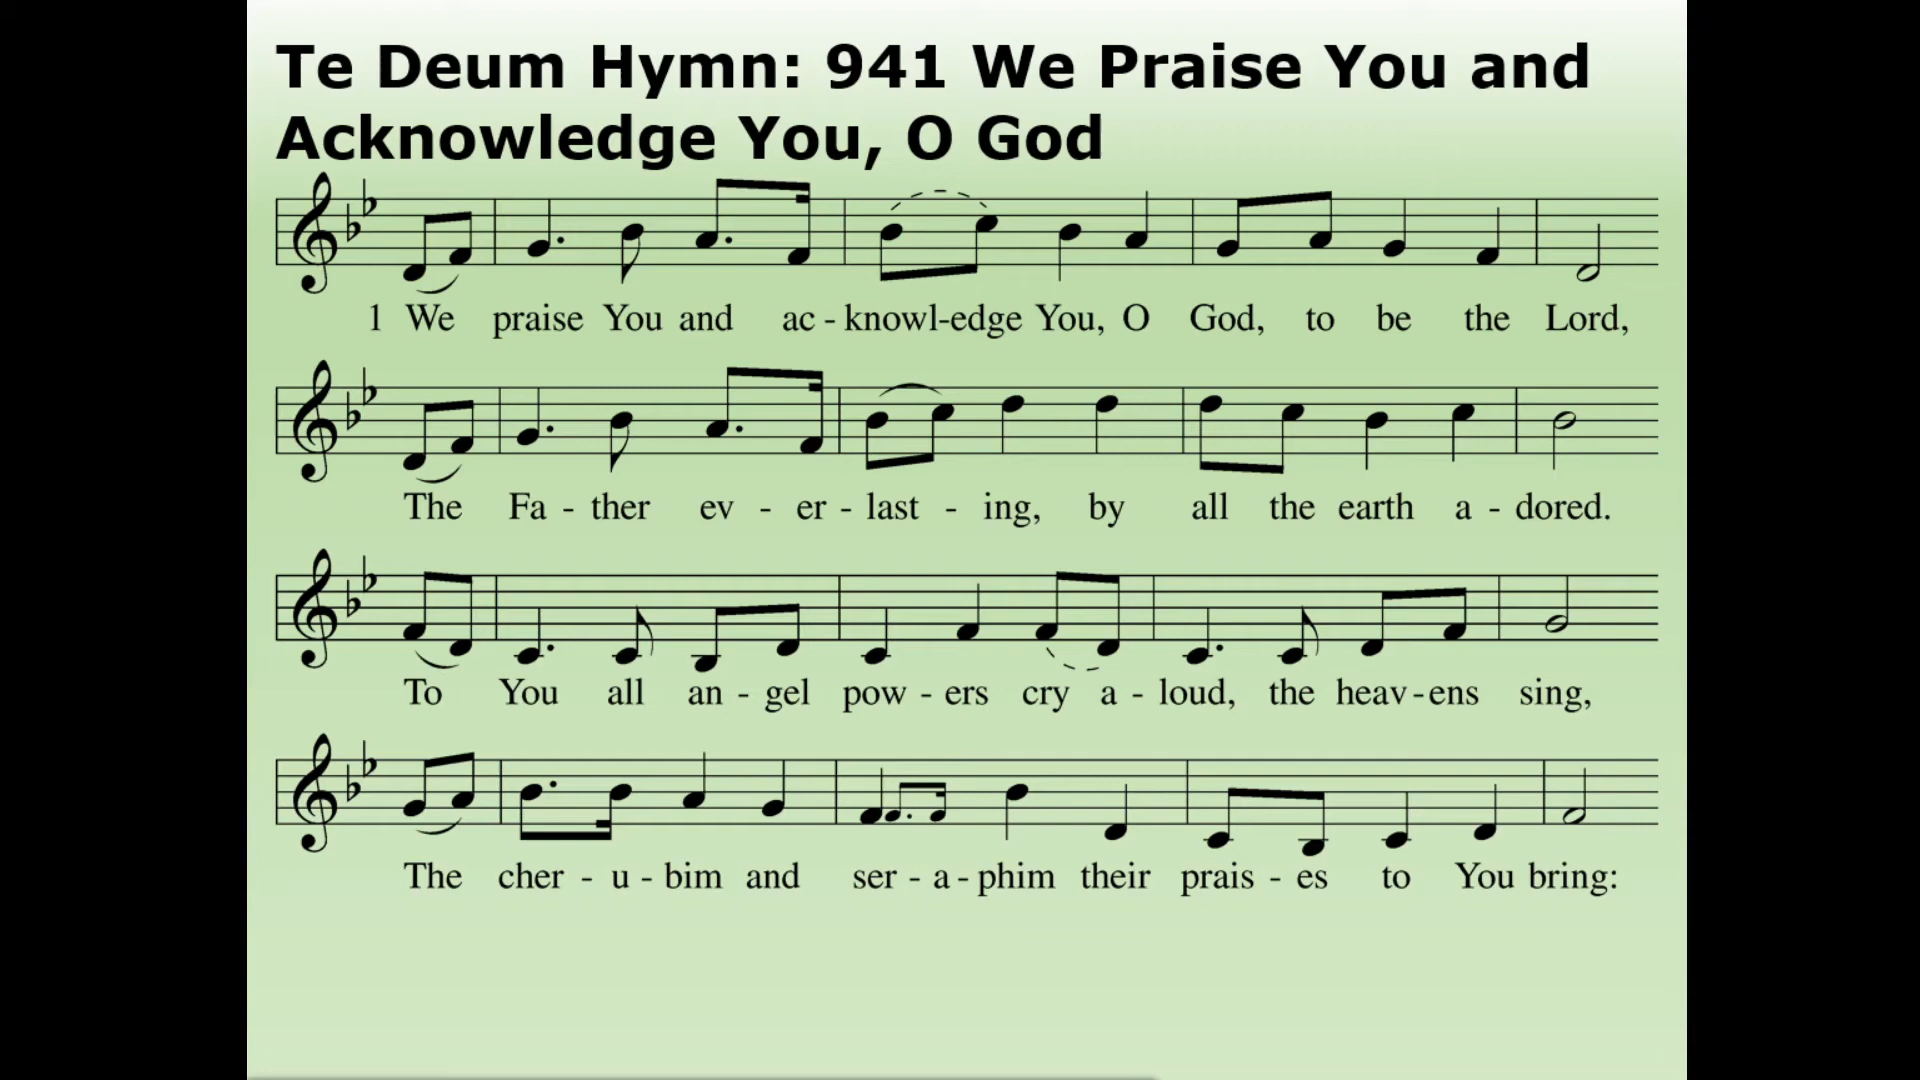 Te Deum Hymn: 941 We Praise You and
Acknowledge You, O God
1 We praise You and ac - knowl-edge You, O God, to be the Lord,
The Fa - ther ev - er - last - ing, by all the earth a - dored.
To You all an - gel pow - ers cry a - loud, the heav - ens sing,
The cher - u - bim and ser - a - phim their prais - es to You bring: